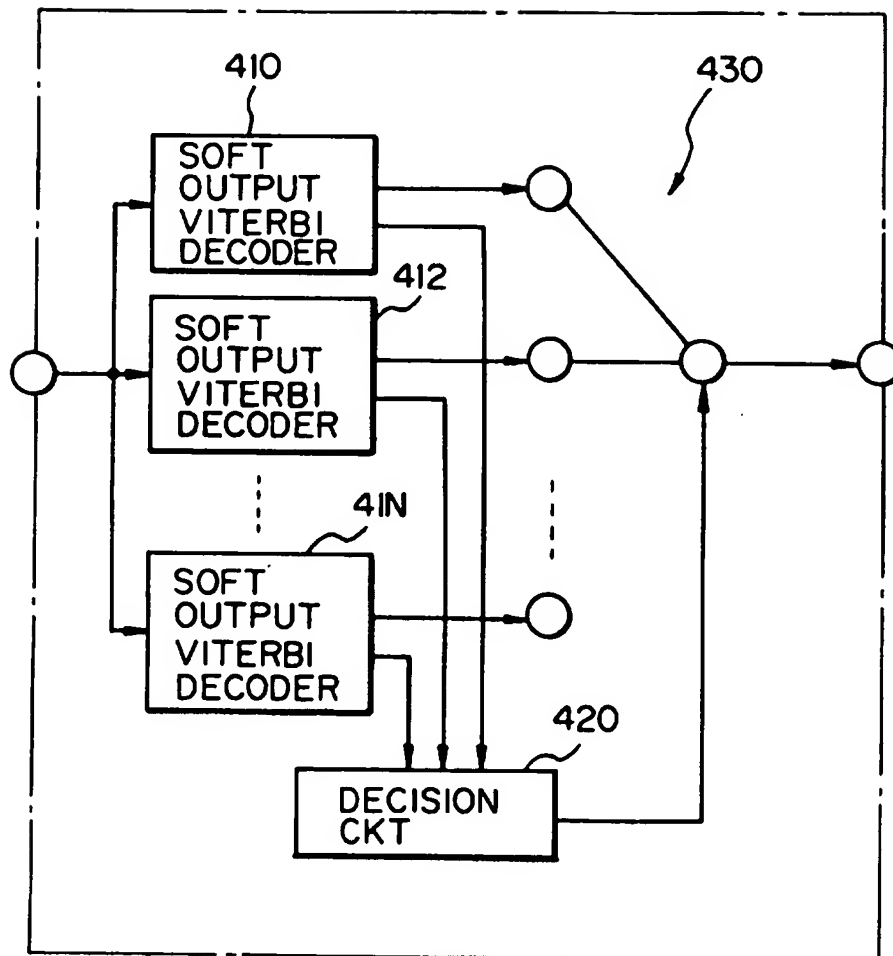 410
430
SOFT
OUTPUT
VITERBI
DECODER
412
SOFT
OUTPUT
VITERBI
DECODER
41N
SOFT
OUTPUT
VITERBI
DECODER
420
DECISION
CKT